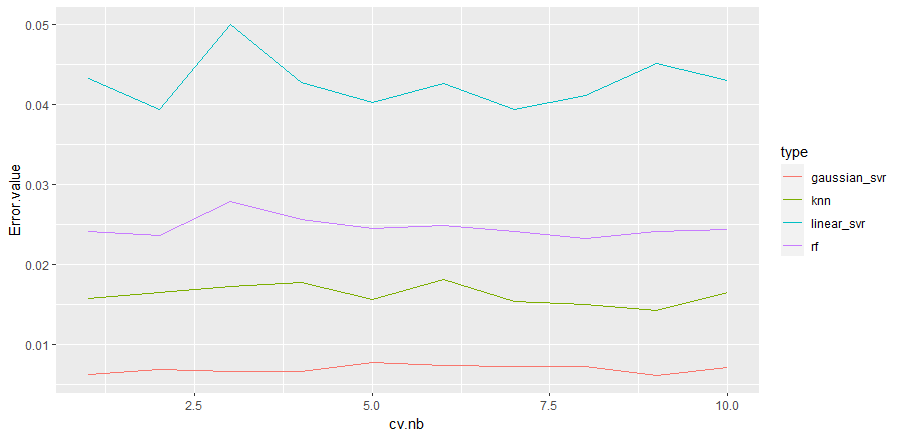 0.05
0.04
0.03
0.02
0.01
Error.value
2.5
5.0
7.5
10.0
cv.nb
type
gaussian_svr
knn
linear_svr
rf